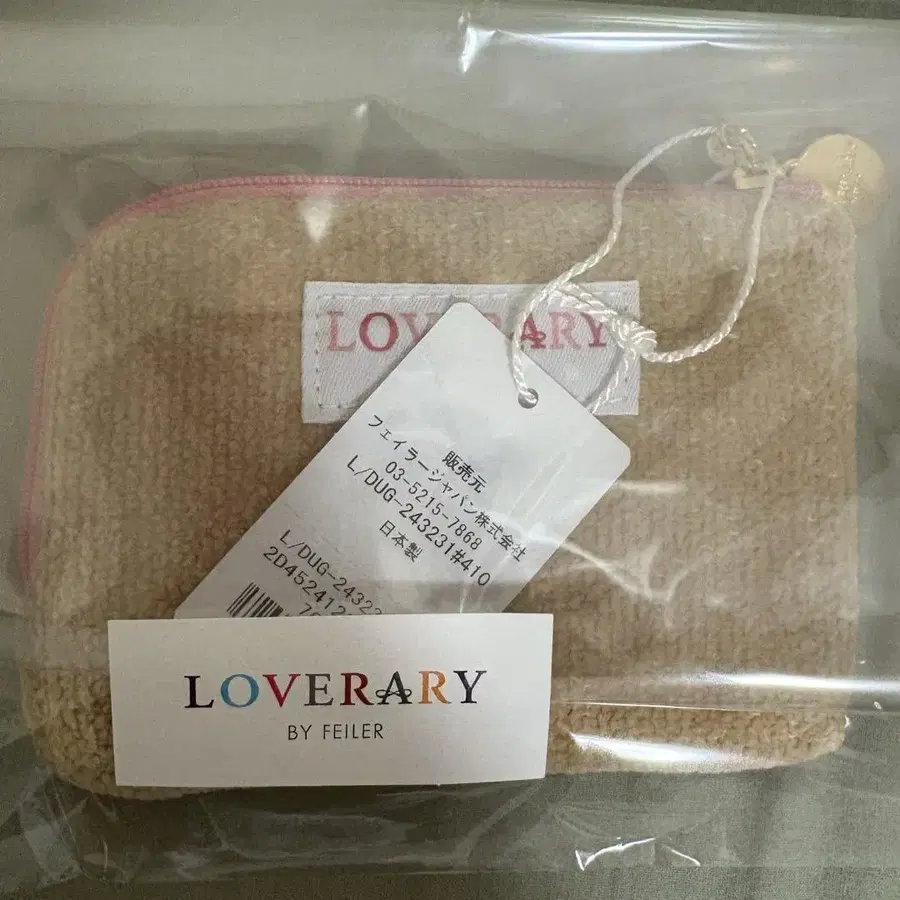 LOVERARY
販売元
フェイラージャパン株式会社
03-5215-7868
L/DUG-243231#410
日本製
LOVERARY
BY FEILER